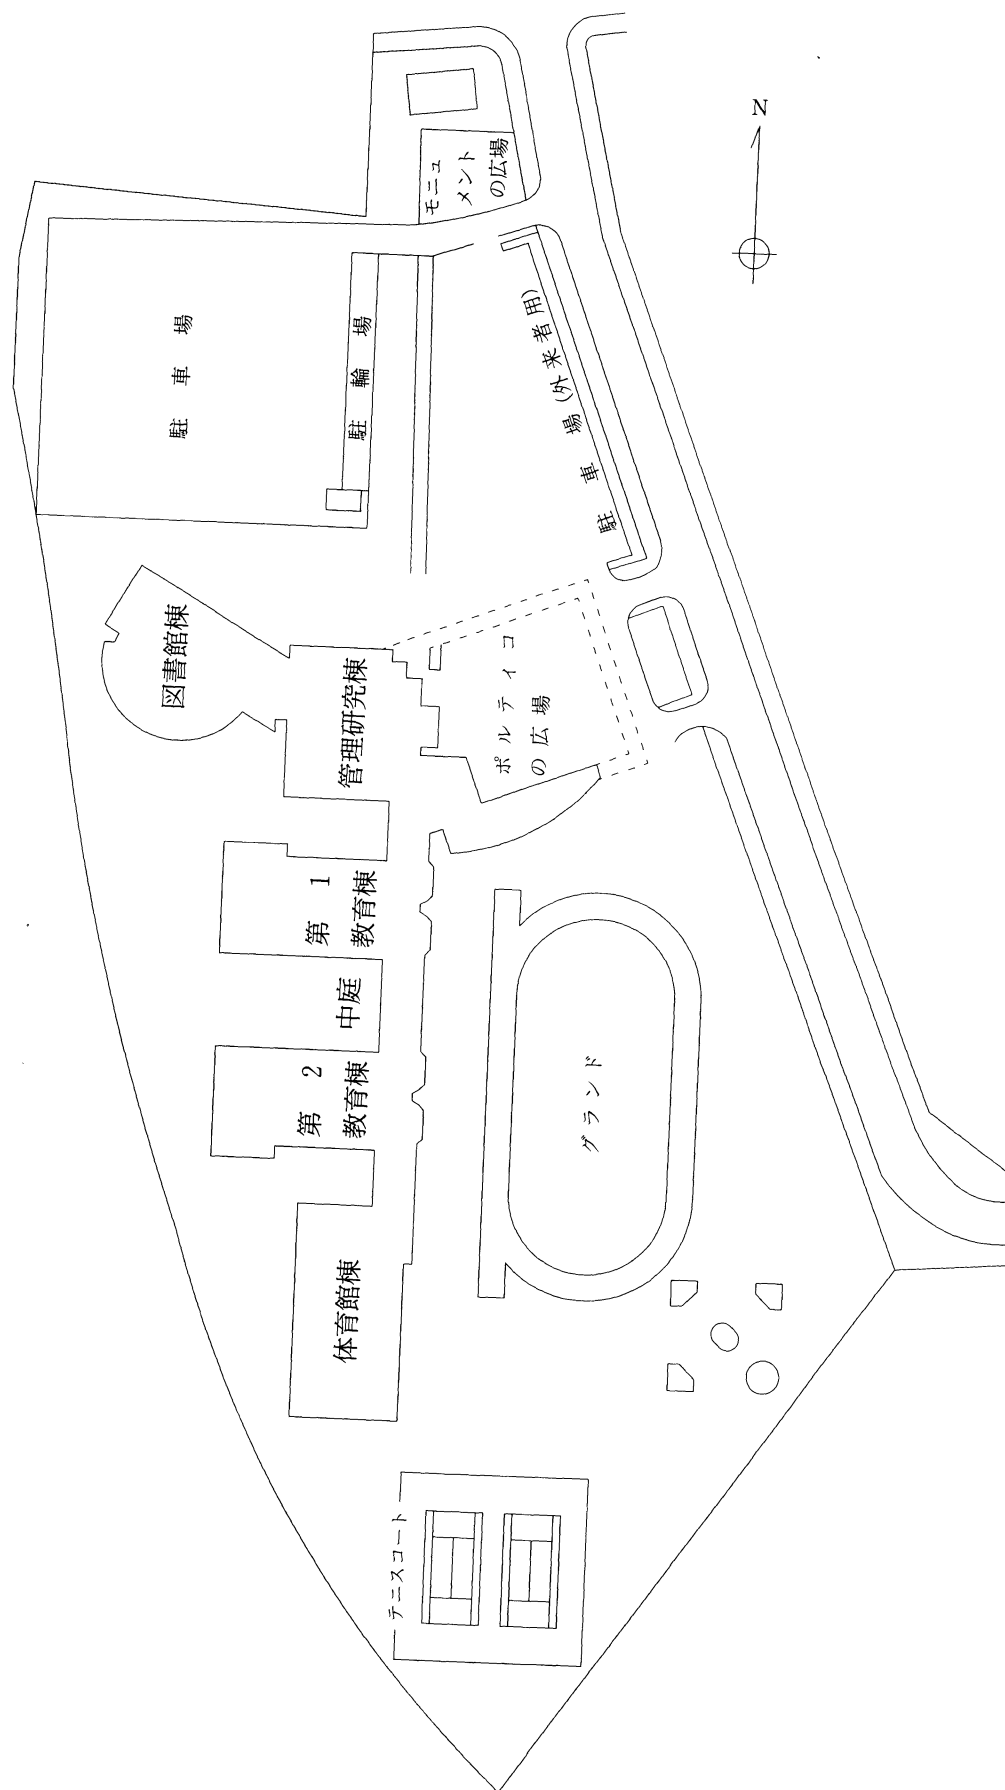 N
モニュ
メント
の広場
駐車場
駐輪場
駐車場(外来者用)
図書館棟
管理研究棟
ポルティコ
の広場
第1
教育棟
中庭
第2
教育棟
グランド
体育館棟
テニスコート